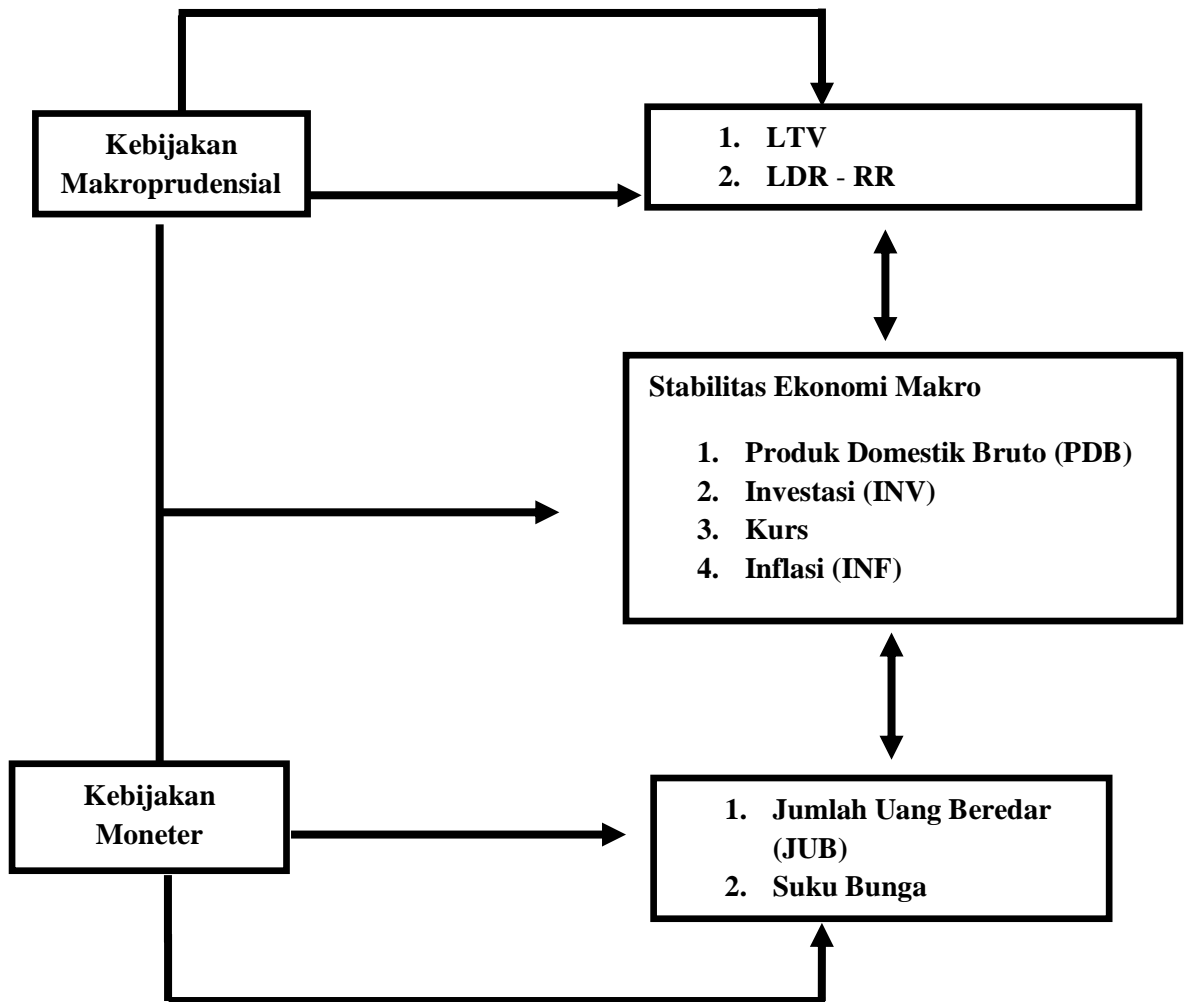 Kebijakan
Makroprudensial
1. LTV
2. LDR - RR
Stabilitas Ekonomi Makro
1. Produk Domestik Bruto (PDB)
2. Investasi (INV)
3. Kurs
4. Inflasi (INF)
Kebijakan
Moneter
1. Jumlah Uang Beredar
(JUB)
2. Suku Bunga